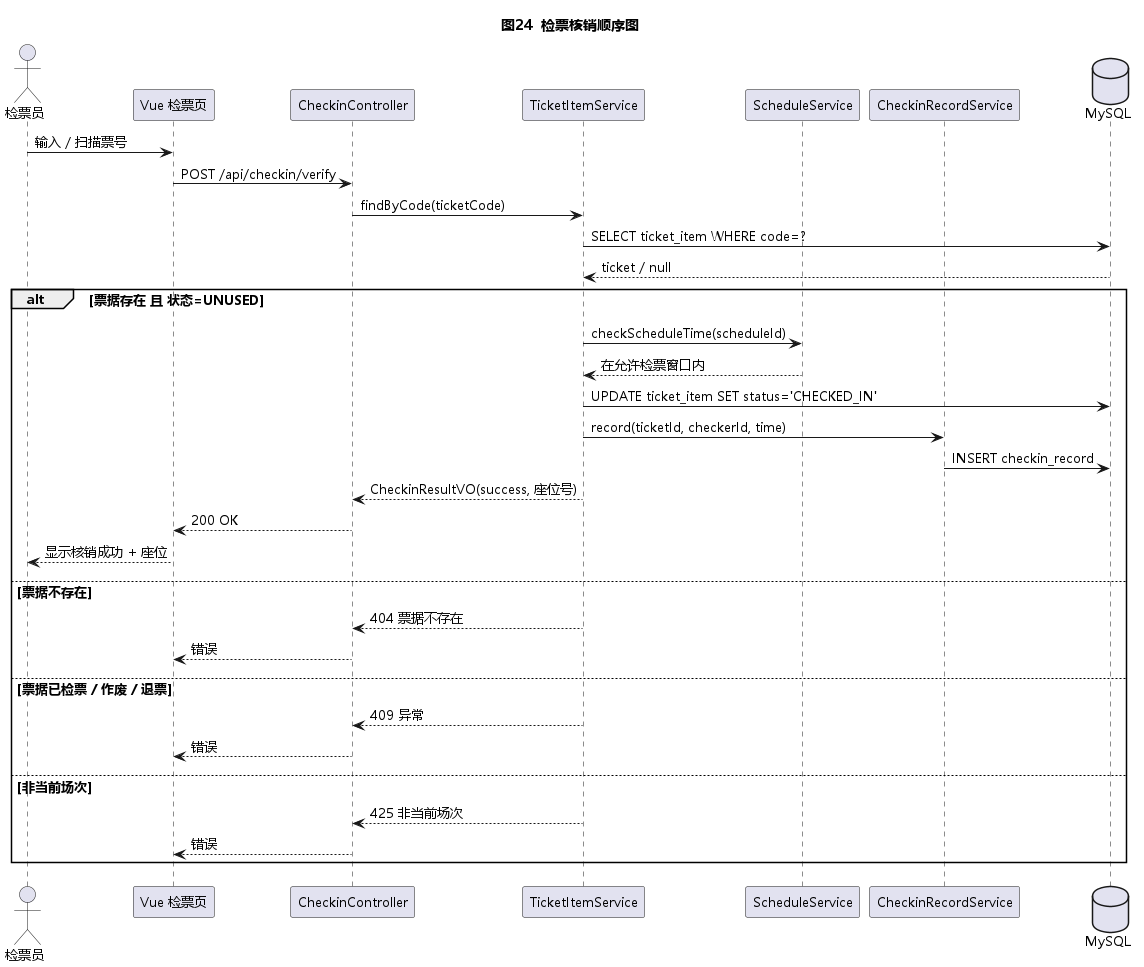 图24 检票核销顺序图
检票员
Vue 检票页
CheckinController
TicketItemService
ScheduleService
CheckinRecordService
MySQL
输入 / 扫描票号
POST /api/checkin/verify
findByCode(ticketCode)
SELECT ticket_item WHERE code=?
ticket / null
alt
[票据存在 且 状态=UNUSED]
checkScheduleTime(scheduleId)
在允许检票窗口内
UPDATE ticket_item SET status='CHECKED_IN'
record(ticketId, checkerId, time)
INSERT checkin_record
CheckinResultVO(success, 座位号)
200 OK
显示核销成功 + 座位
[票据不存在]
404 票据不存在
错误
[票据已检票 / 作废 / 退票]
409 异常
错误
[非当前场次]
425 非当前场次
错误
检票员
Vue 检票页
CheckinController
TicketItemService
ScheduleService
CheckinRecordService
MySQL